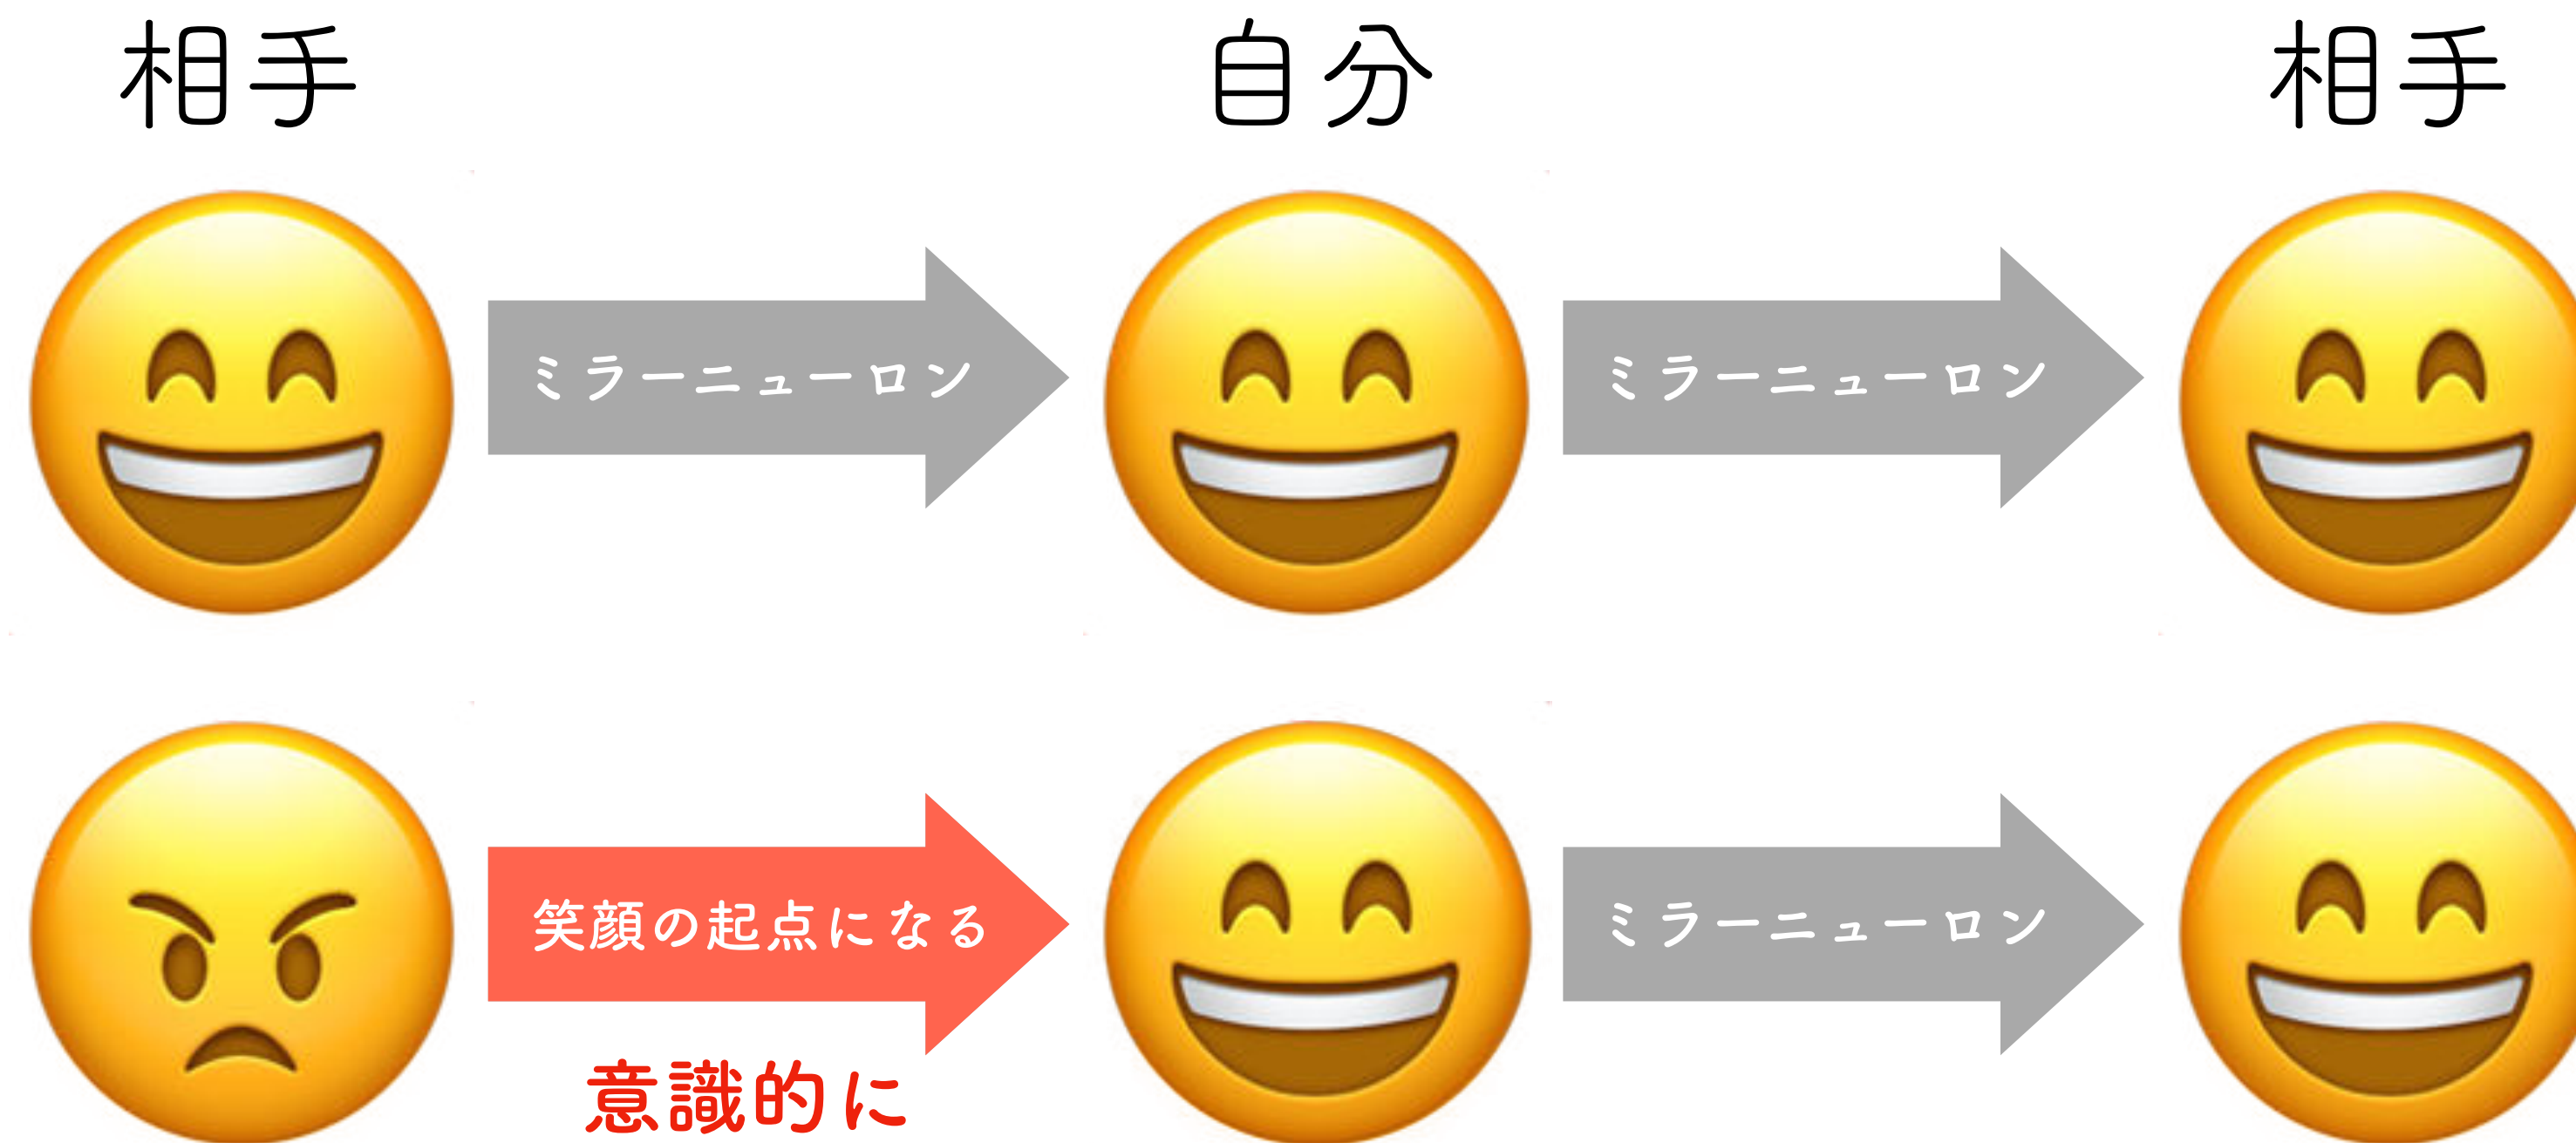 相手
自分
相手
ミラーニューロン
ミラーニューロン
笑顔の起点になる
ミラーニューロン
意識的に